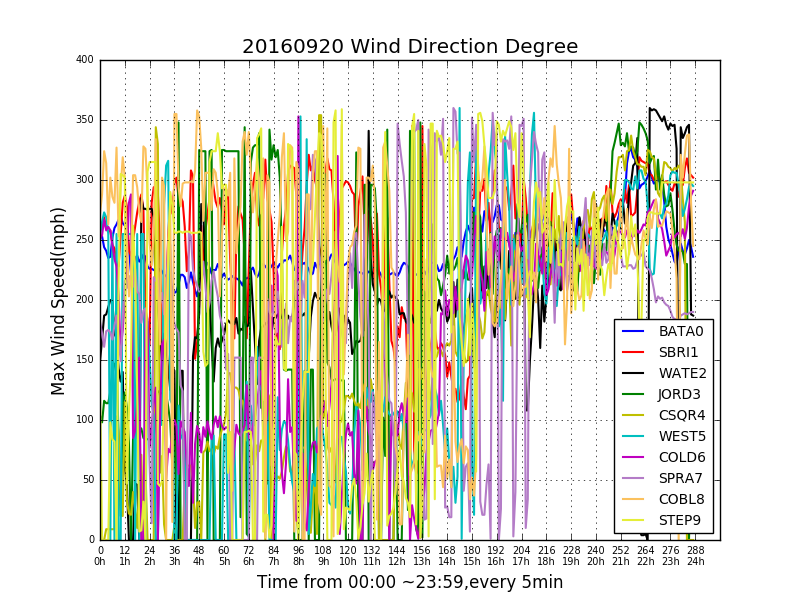 20160920 Wind Direction Degree
Max Wind Speed(mph)
400
350
300
250
200
150
100
50
0
BATA0
SBRI1
WATE2
JORD3
CSQR4
WEST5
COLD6
SPRA7
COBL8
STEP9
0 12 24 36 48 60 72 84 96 108 120 132 144 156 168 180 192 204 216 228 240 252 264 276 288
0h 1h 2h 3h 4h 5h 6h 7h 8h 9h 10h 11h 12h 13h 14h 15h 16h 17h 18h 19h 20h 21h 22h 23h 24h
Time from 00:00 ~23:59,every 5min